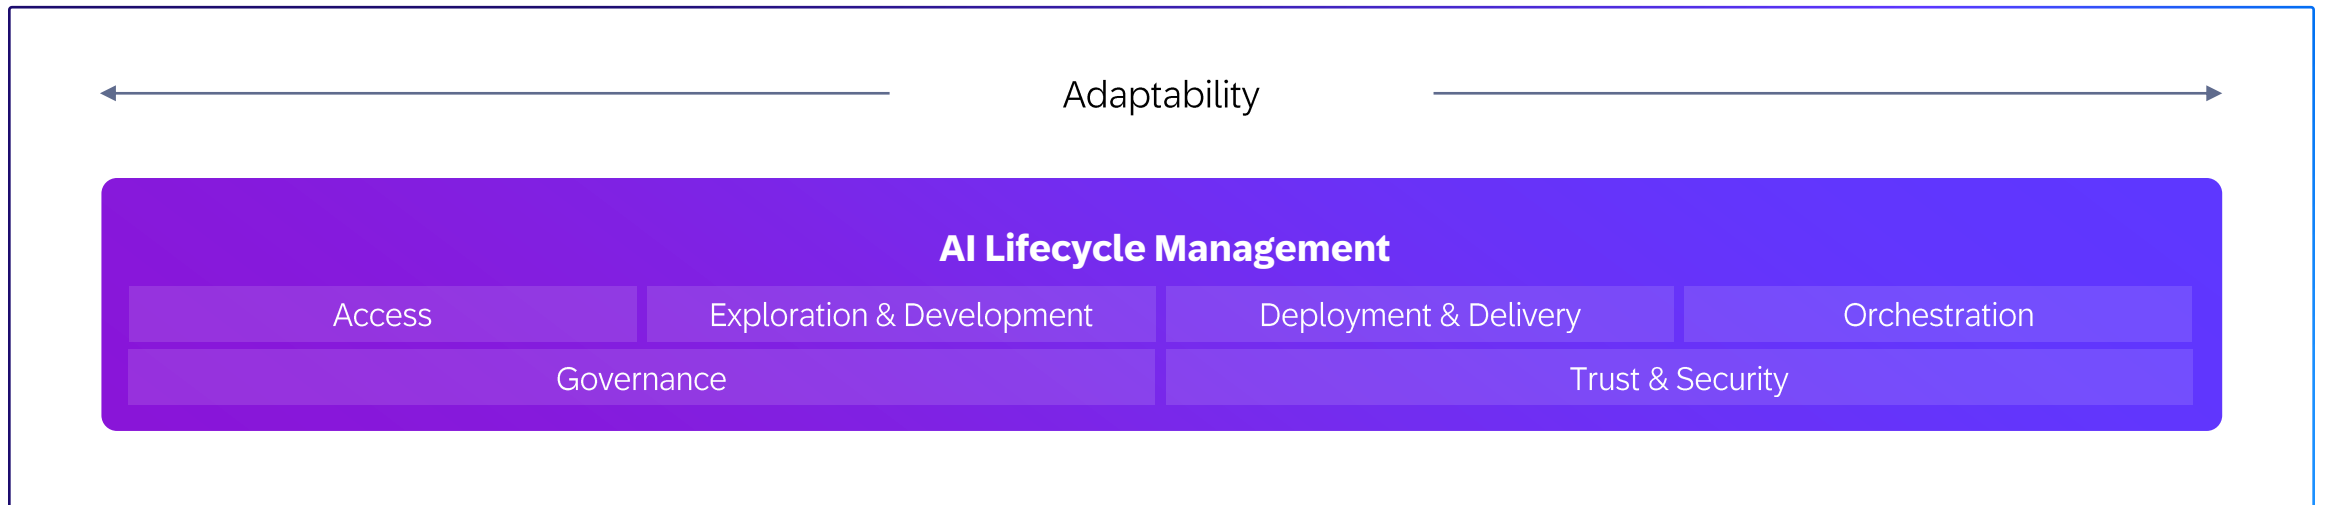 Adaptability
AI Lifecycle Management
Access
Exploration & Development
Deployment & Delivery
Orchestration
Governance
Trust & Security